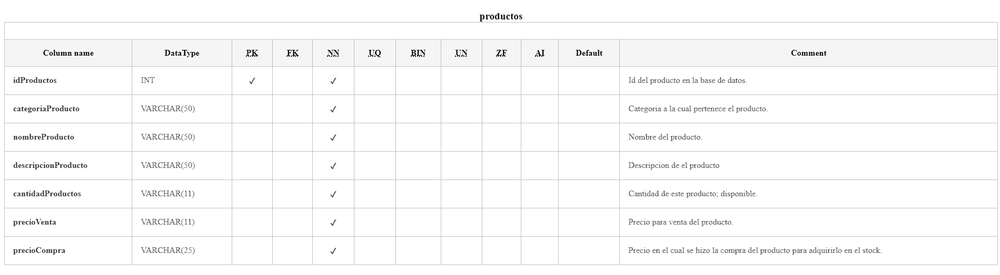 productos
Column name DataType PK FK NN UQ BIN UN ZF AI Default Comment
idProductos INT ✓ ✓ Id del producto en la base de datos.
categoriaProducto VARCHAR(50) ✓ Categoria a la cual pertenece el producto.
nombreProducto VARCHAR(50) ✓ Nombre del producto.
descripcionProducto VARCHAR(50) ✓ Descripcion de el producto
cantidadProductos VARCHAR(11) ✓ Cantidad de este producto; disponible.
precioVenta VARCHAR(11) ✓ Precio para venta del producto.
precioCompra VARCHAR(25) ✓ Precio en el cual se hizo la compra del producto para adquirirlo en el stock.